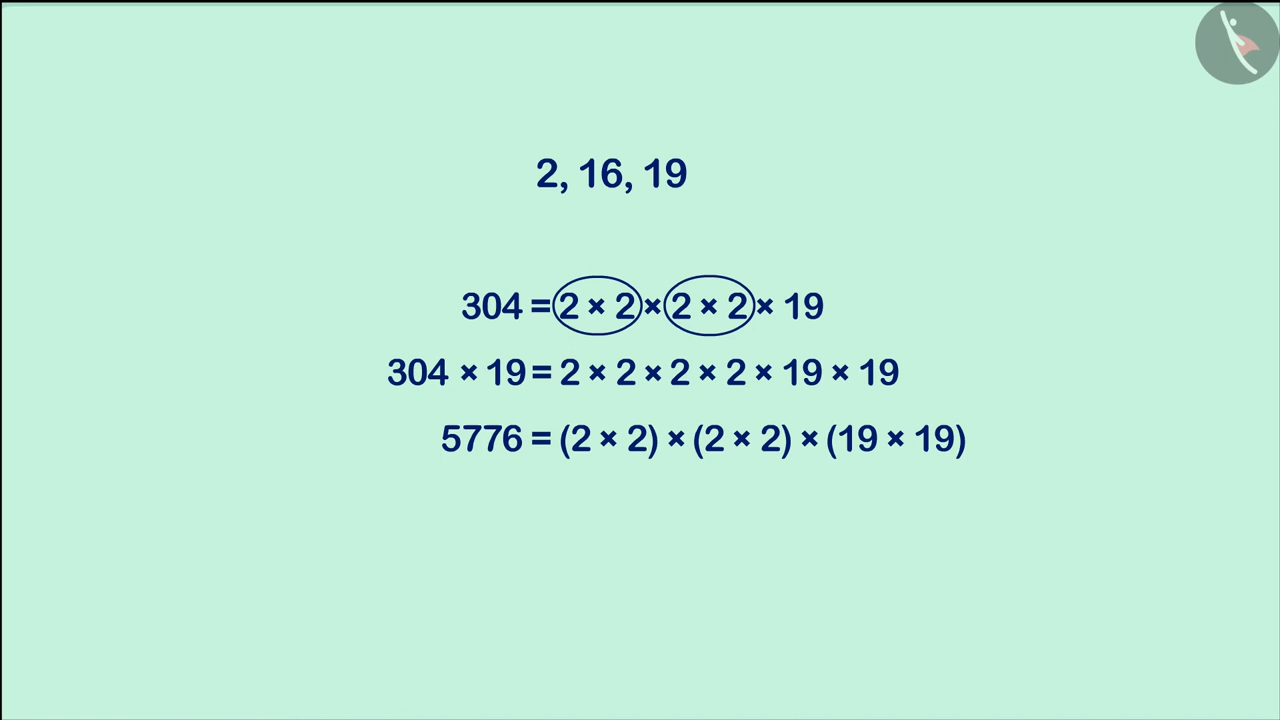 2, 16, 19
304 = 2 × 2 × 2 × 2 × 19
304 × 19 = 2 × 2 × 2 × 2 × 19 × 19
5776 = (2 × 2) × (2 × 2) × (19 × 19)